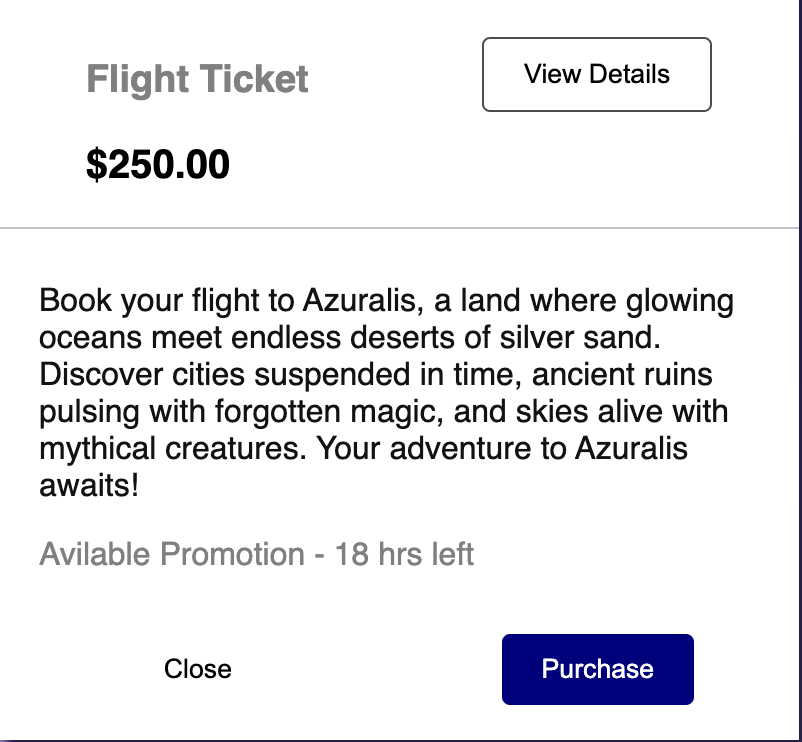 Flight Ticket
View Details
$250.00
Book your flight to Azuralis, a land where glowing
oceans meet endless deserts of silver sand.
Discover cities suspended in time, ancient ruins
pulsing with forgotten magic, and skies alive with
mythical creatures. Your adventure to Azuralis
awaits!
Avilable Promotion - 18 hrs left
Close
Purchase